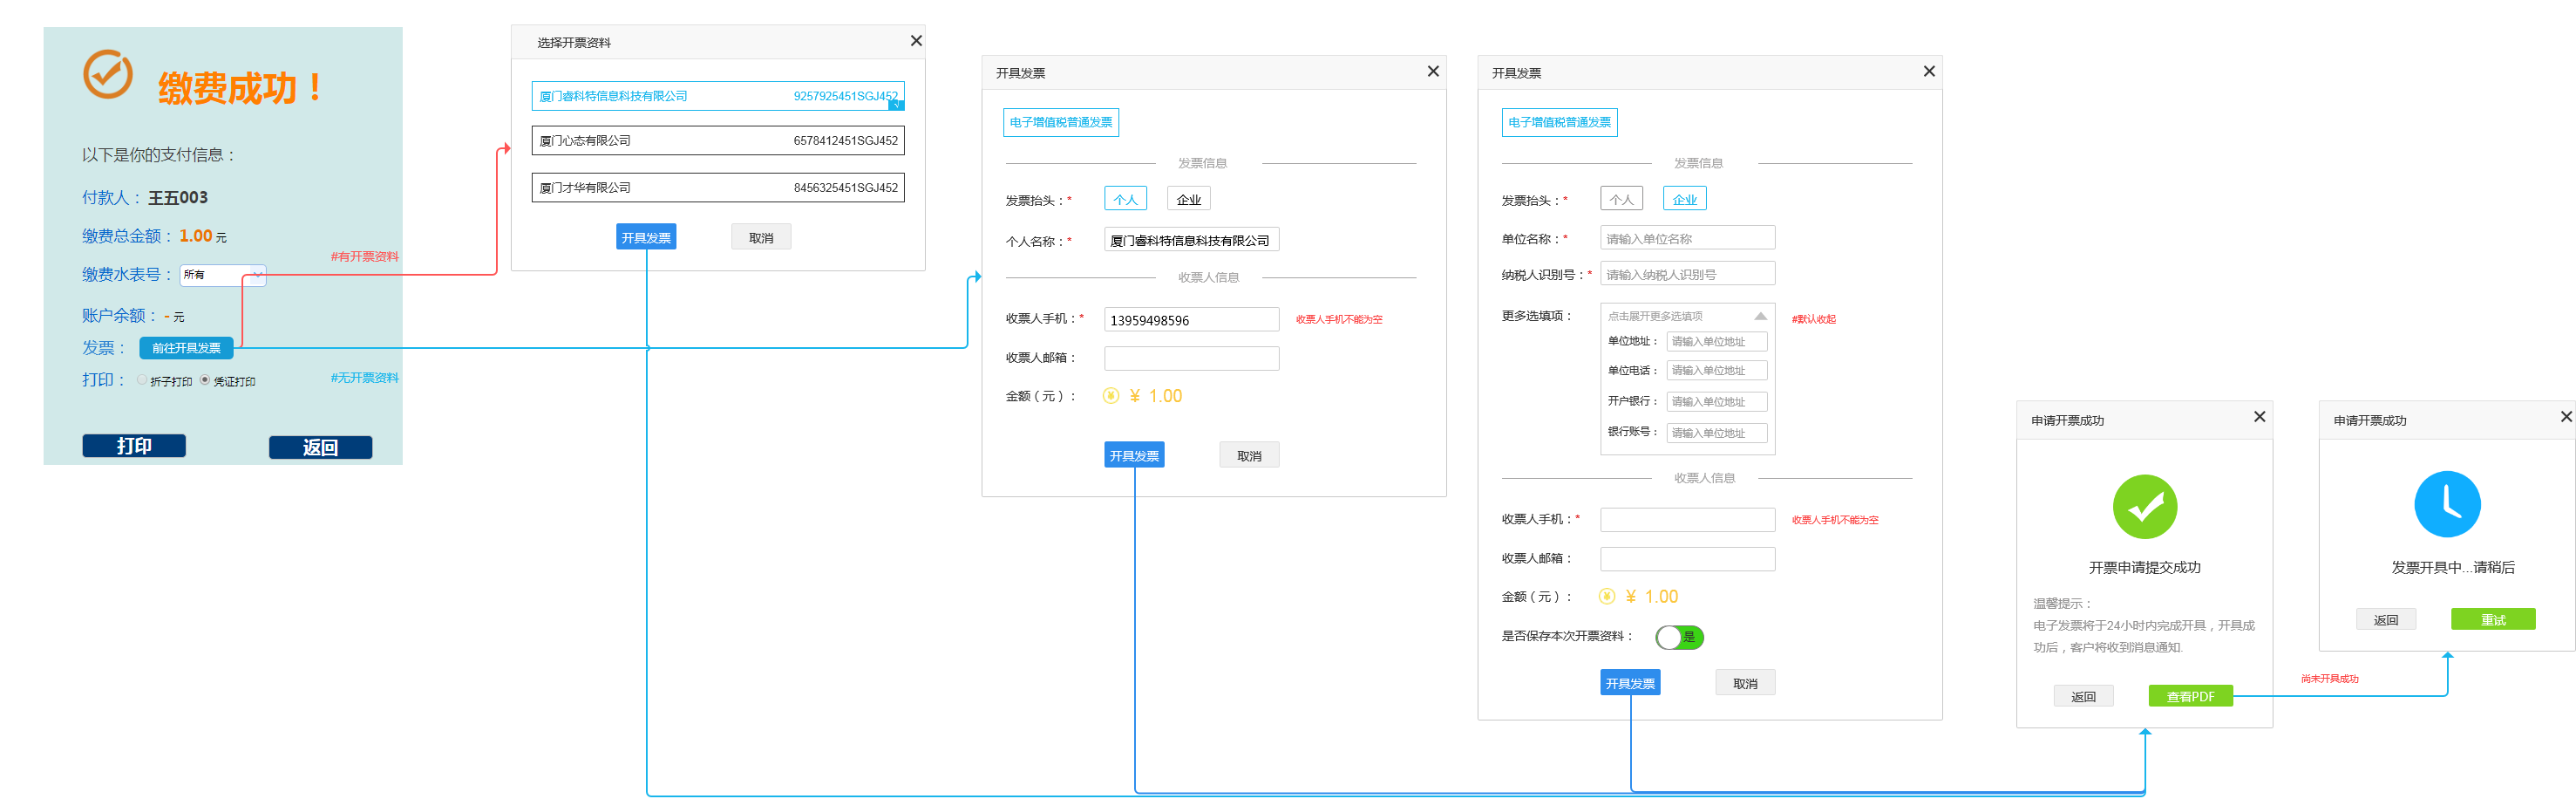 缴费成功！
以下是你的支付信息：
付款人： 王五003
缴费总金额： 1.00 元
#有开票资料
缴费水表号： 所有
账户余额： - 元
发票： 前往开具发票
#无开票资料
打印： 折子打印 凭证打印
打印 返回
选择开票资料
厦门睿科特信息科技有限公司 9257925451SGJ452
√
厦门心态有限公司 6578412451SGJ452
厦门才华有限公司 8456325451SGJ452
开具发票 取消
开具发票
电子增值税普通发票
发票信息
发票抬头：* 个人 企业
个人名称：* 厦门睿科特信息科技有限公司
收票人信息
收票人手机：* 13959498596 收票人手机不能为空
收票人邮箱：
金额（元）： ¥ ¥ 1.00
开具发票 取消
开具发票
电子增值税普通发票
发票信息
发票抬头：* 个人 企业
单位名称：* 请输入单位名称
纳税人识别号：* 请输入纳税人识别号
更多选填项： 点击展开更多选填项 #默认收起
单位地址： 请输入单位地址
单位电话： 请输入单位地址
开户银行： 请输入单位地址
银行账号： 请输入单位地址
收票人信息
收票人手机：* 收票人手机不能为空
收票人邮箱：
金额（元）： ¥ ¥ 1.00
是否保存本次开票资料： 是
开具发票 取消
申请开票成功
开票申请提交成功
温馨提示：
电子发票将于24小时内完成开具，开具成
功后，客户将收到消息通知.
返回 查看PDF
尚未开具成功
申请开票成功
发票开具中...请稍后
返回 重试